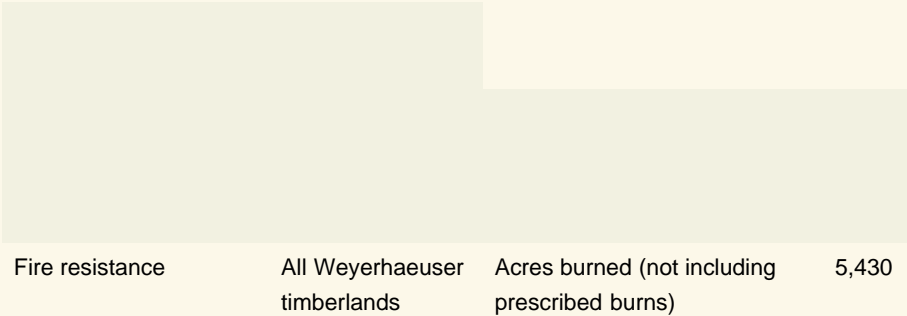 Fire resistance All Weyerhaeuser Acres burned (not including 5,430
timberlands prescribed burns)